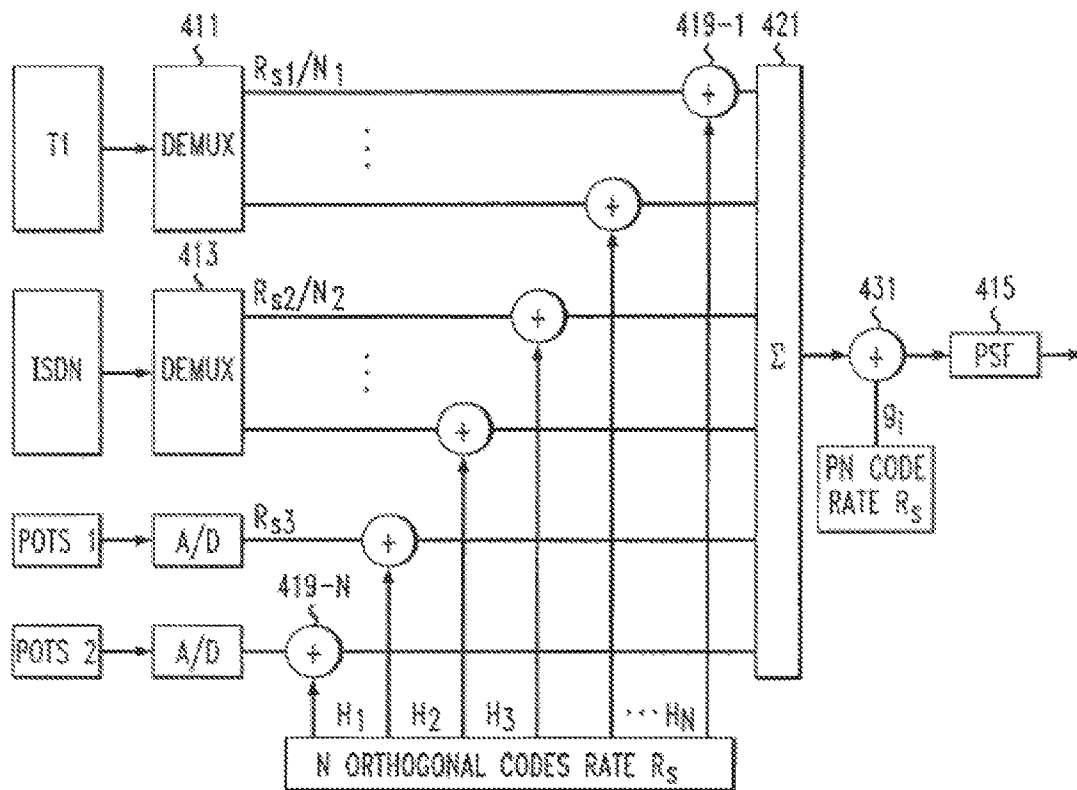 411
419-1
421
T1
DEMUX
Rs1/N1
+
+
413
ISDN
DEMUX
Rs2/N2
+
+
Σ
431
+
415
PSF
gi
PN CODE
RATE Rs
POTS 1
A/D
Rs3
+
419-N
POTS 2
A/D
+
H1
H2
H3
···HN
N ORTHOGONAL CODES RATE Rs